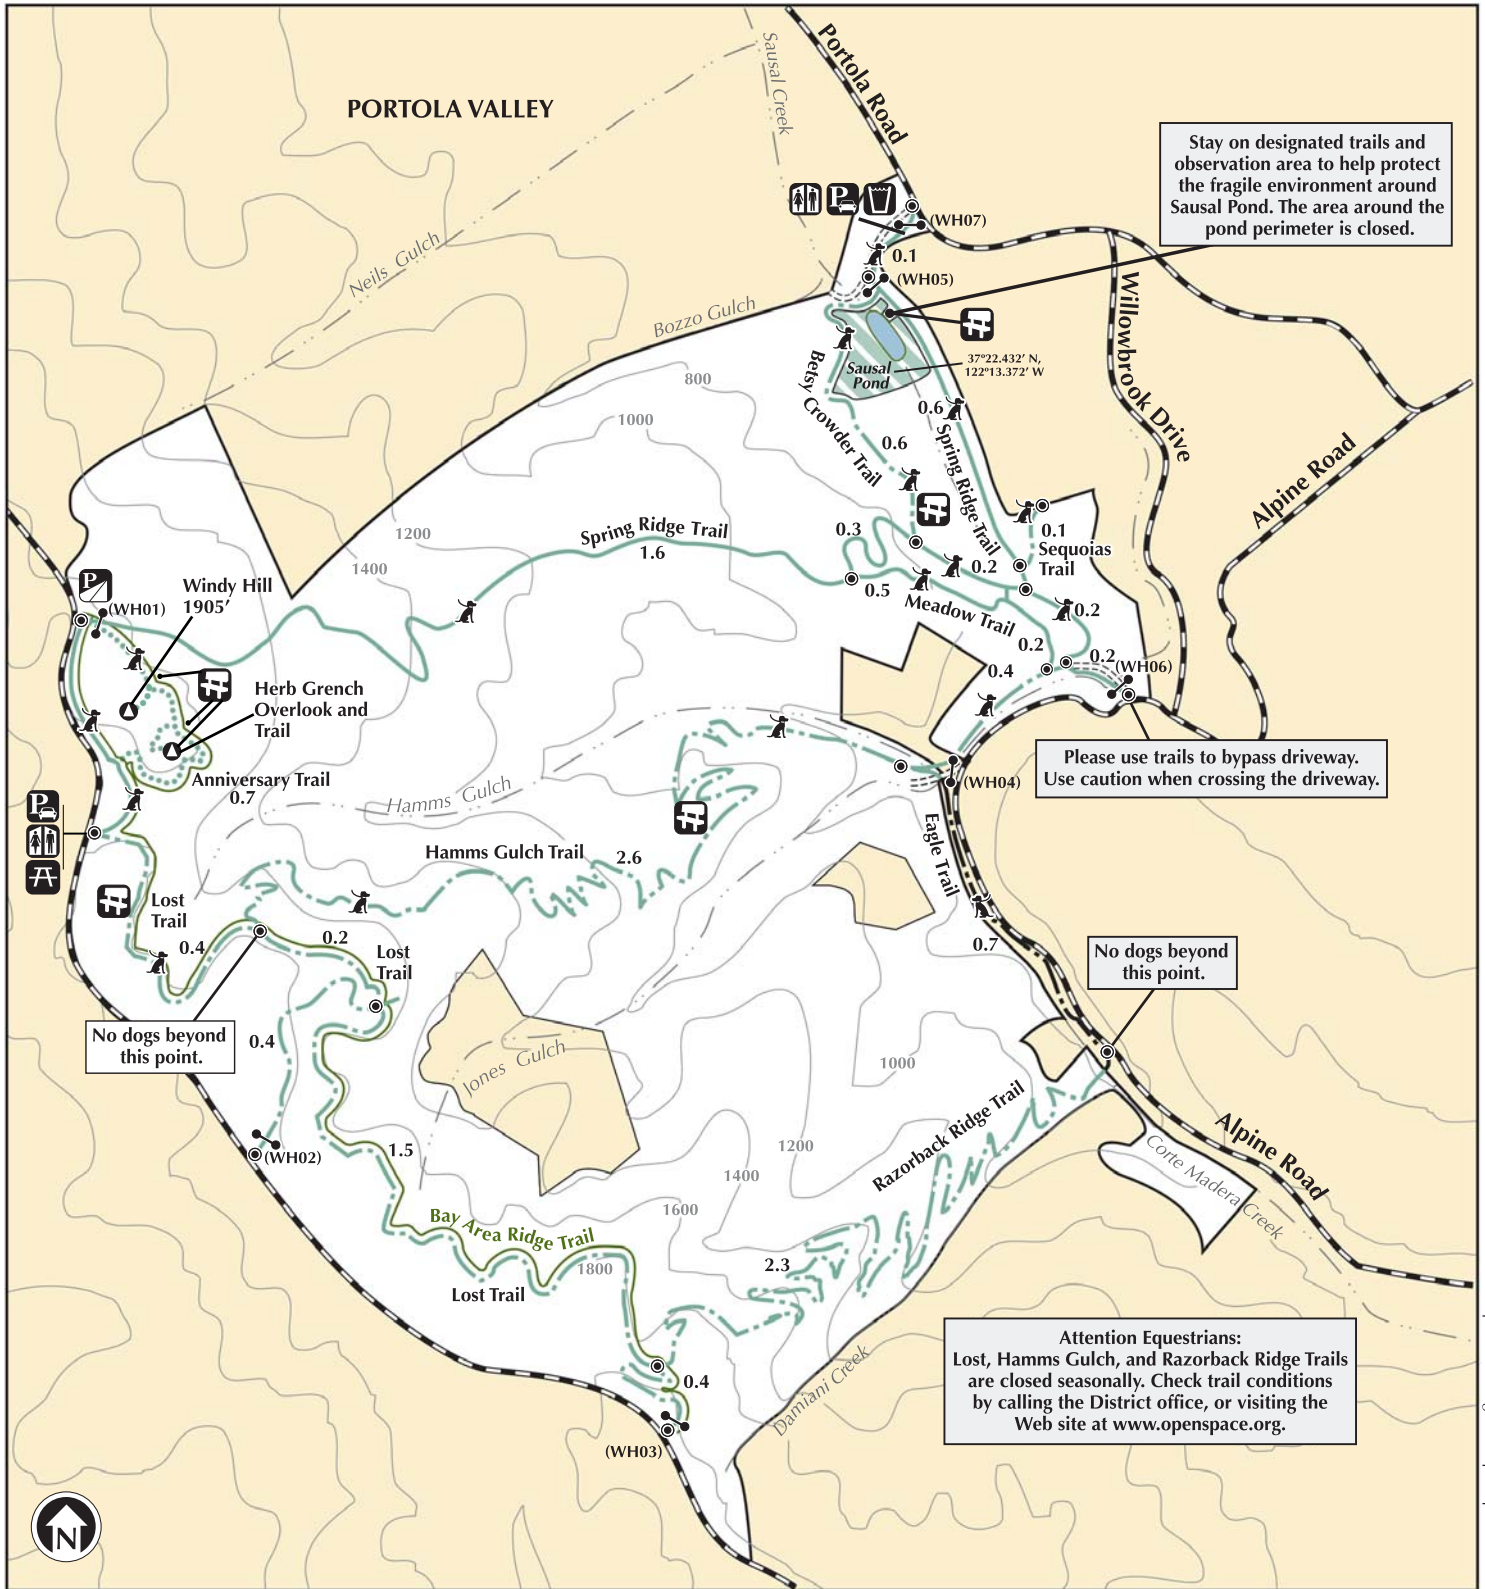 PORTOLA VALLEY
Portola Road
Sausal Creek
Stay on designated trails and
observation area to help protect
the fragile environment around
Sausal Pond. The area around the
pond perimeter is closed.
P
(WH07)
0.1
(WH05)
Neils Gulch
Bozzo Gulch
Willowbrook Drive
Sausal
Pond
37º22.432' N,
122º13.372' W
800
1000
Betsy Crowder Trail
0.6
0.6
Spring Ridge Trail
Alpine Road
1200
1400
Spring Ridge Trail
1.6
0.3
0.1
Sequoias
Trail
0.2
0.5
Meadow Trail
0.2
0.2
0.4
0.2
(WH06)
P
(WH01)
Windy Hill
1905'
Herb Grench
Overlook and
Trail
Anniversary Trail
0.7
Please use trails to bypass driveway.
Use caution when crossing the driveway.
Hamms Gulch
(WH04)
P
Eagle Trail
Hamms Gulch Trail
2.6
Lost
Trail
0.4
0.2
Lost
Trail
0.7
No dogs beyond
this point.
No dogs beyond
this point.
0.4
Jones Gulch
1000
Razorback Ridge Trail
Alpine Road
Corte Madera Creek
(WH02)
1.5
1200
1400
1600
Bay Area Ridge Trail
1800
Lost Trail
2.3
0.4
(WH03)
Damiani Creek
Attention Equestrians:
Lost, Hamms Gulch, and Razorback Ridge Trails
are closed seasonally. Check trail conditions
by calling the District office, or visiting the
Web site at www.openspace.org.
N